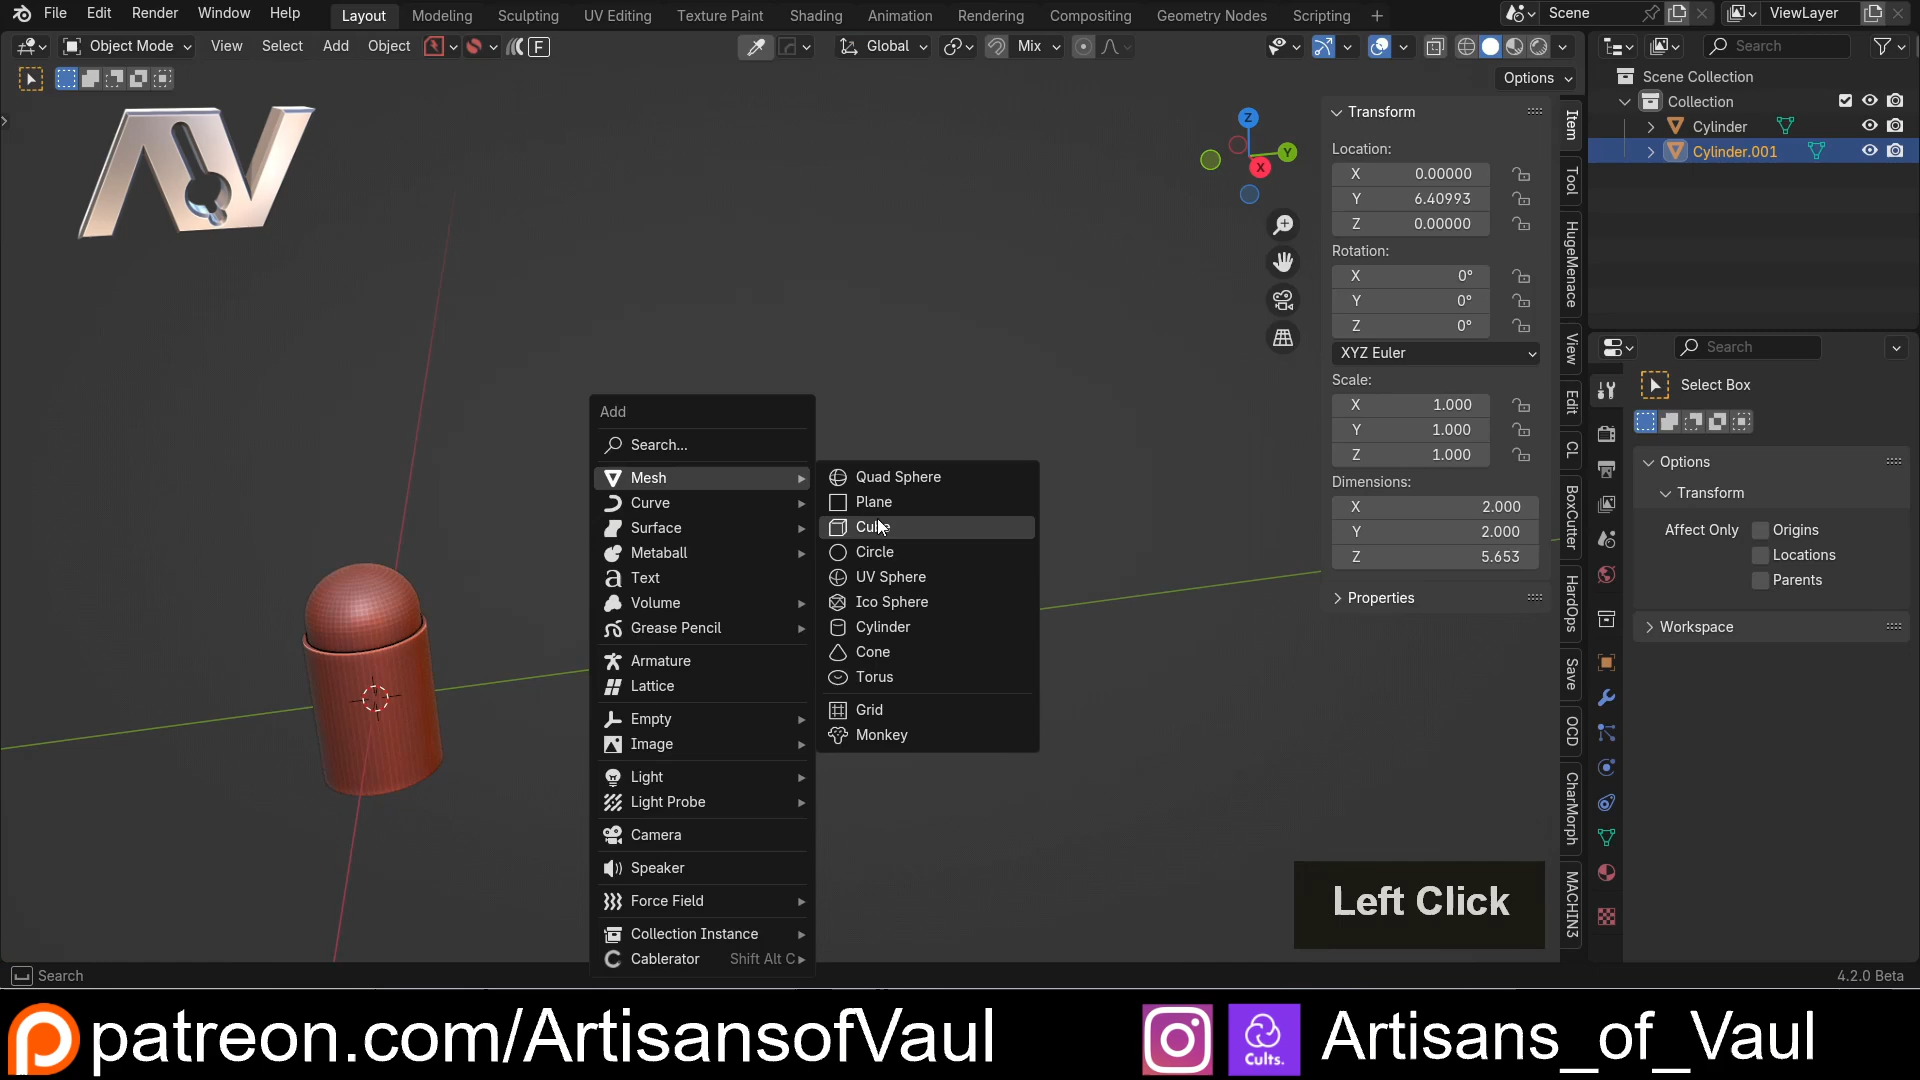 File Edit Render Window Help Layout Modeling Sculpting UV Editing Texture Paint Shading Animation Rendering Compositing Geometry Nodes Scripting + Scene ViewLayer
Object Mode View Select Add Object F Global Mix Search
Options
Scene Collection
Collection
Cylinder
Cylinder.001
Z
Y
X
Transform
Location:
X 0.00000
Y 6.40993
Z 0.00000
Rotation:
X 0°
Y 0°
Z 0°
XYZ Euler
Scale:
X 1.000
Y 1.000
Z 1.000
Dimensions:
X 2.000
Y 2.000
Z 5.653
Properties
Item
Tool
HugeMenace
View
Edit
CL
BoxCutter
HardOps
Save
OCD
CharMorph
MACHIN3
Search
Select Box
Options
Transform
Affect Only Origins
Locations
Parents
Workspace
Add
Search...
Mesh
Curve
Surface
Metaball
Text
Volume
Grease Pencil
Armature
Lattice
Empty
Image
Light
Light Probe
Camera
Speaker
Force Field
Collection Instance
Cablerator Shift Alt C
Quad Sphere
Plane
Cube
Circle
UV Sphere
Ico Sphere
Cylinder
Cone
Torus
Grid
Monkey
Left Click
Search
4.2.0 Beta
patreon.com/ArtisansofVaul
Cults.
Artisans_of_Vaul